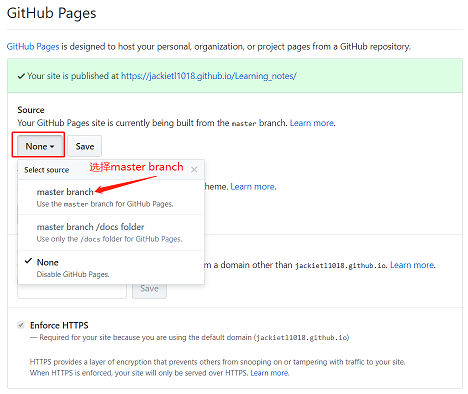 GitHub Pages
GitHub Pages is designed to host your personal, organization, or project pages from a GitHub repository.
✓ Your site is published at https://jackietl1018.github.io/Learning_notes/
Source
Your GitHub Pages site is currently being built from the master branch. Learn more.
None Save
选择master branch
Select source
master branch
heme. Learn more.
Use the master branch for GitHub Pages.
master branch /docs folder
Use only the /docs folder for GitHub Pages.
None
m a domain other than jackietl1018.github.io. Learn more.
Disable GitHub Pages.
Save
Enforce HTTPS
— Required for your site because you are using the default domain (jackietl1018.github.io)
HTTPS provides a layer of encryption that prevents others from snooping on or tampering with traffic to your site.
When HTTPS is enforced, your site will only be served over HTTPS. Learn more.